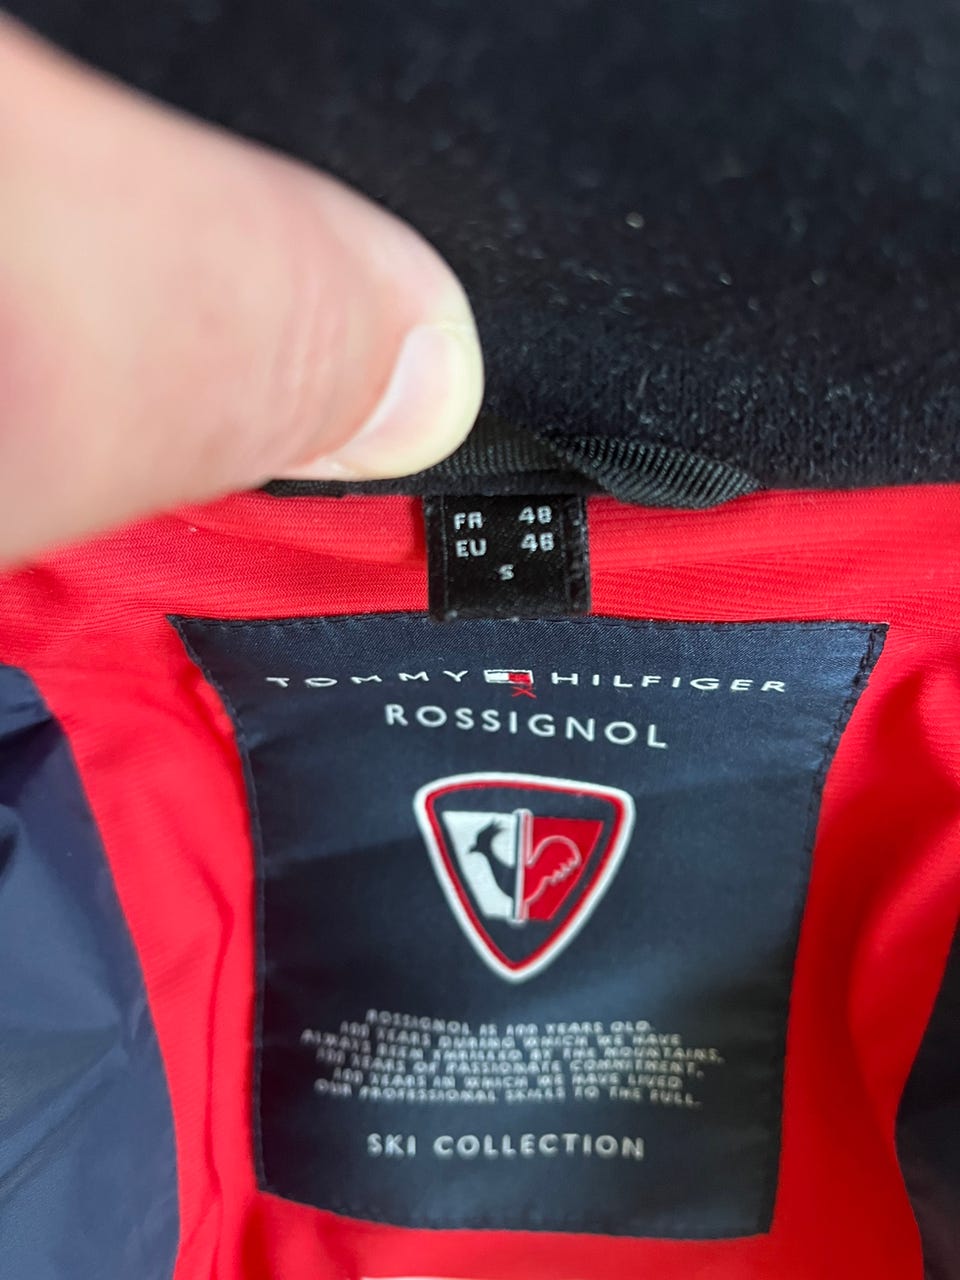 FR 48
EU 48
S
TOMMY HILFIGER
ROSSIGNOL
ROSSIGNOL IS 100 YEARS OLD.
100 YEARS DURING WHICH WE HAVE
ALWAYS BEEN THRILLED BY THE MOUNTAINS.
100 YEARS OF PASSIONATE COMMITMENT.
100 YEARS IN WHICH WE HAVE LIVED
OUR PROFESSIONAL SKILLS TO THE FULL.
SKI COLLECTION